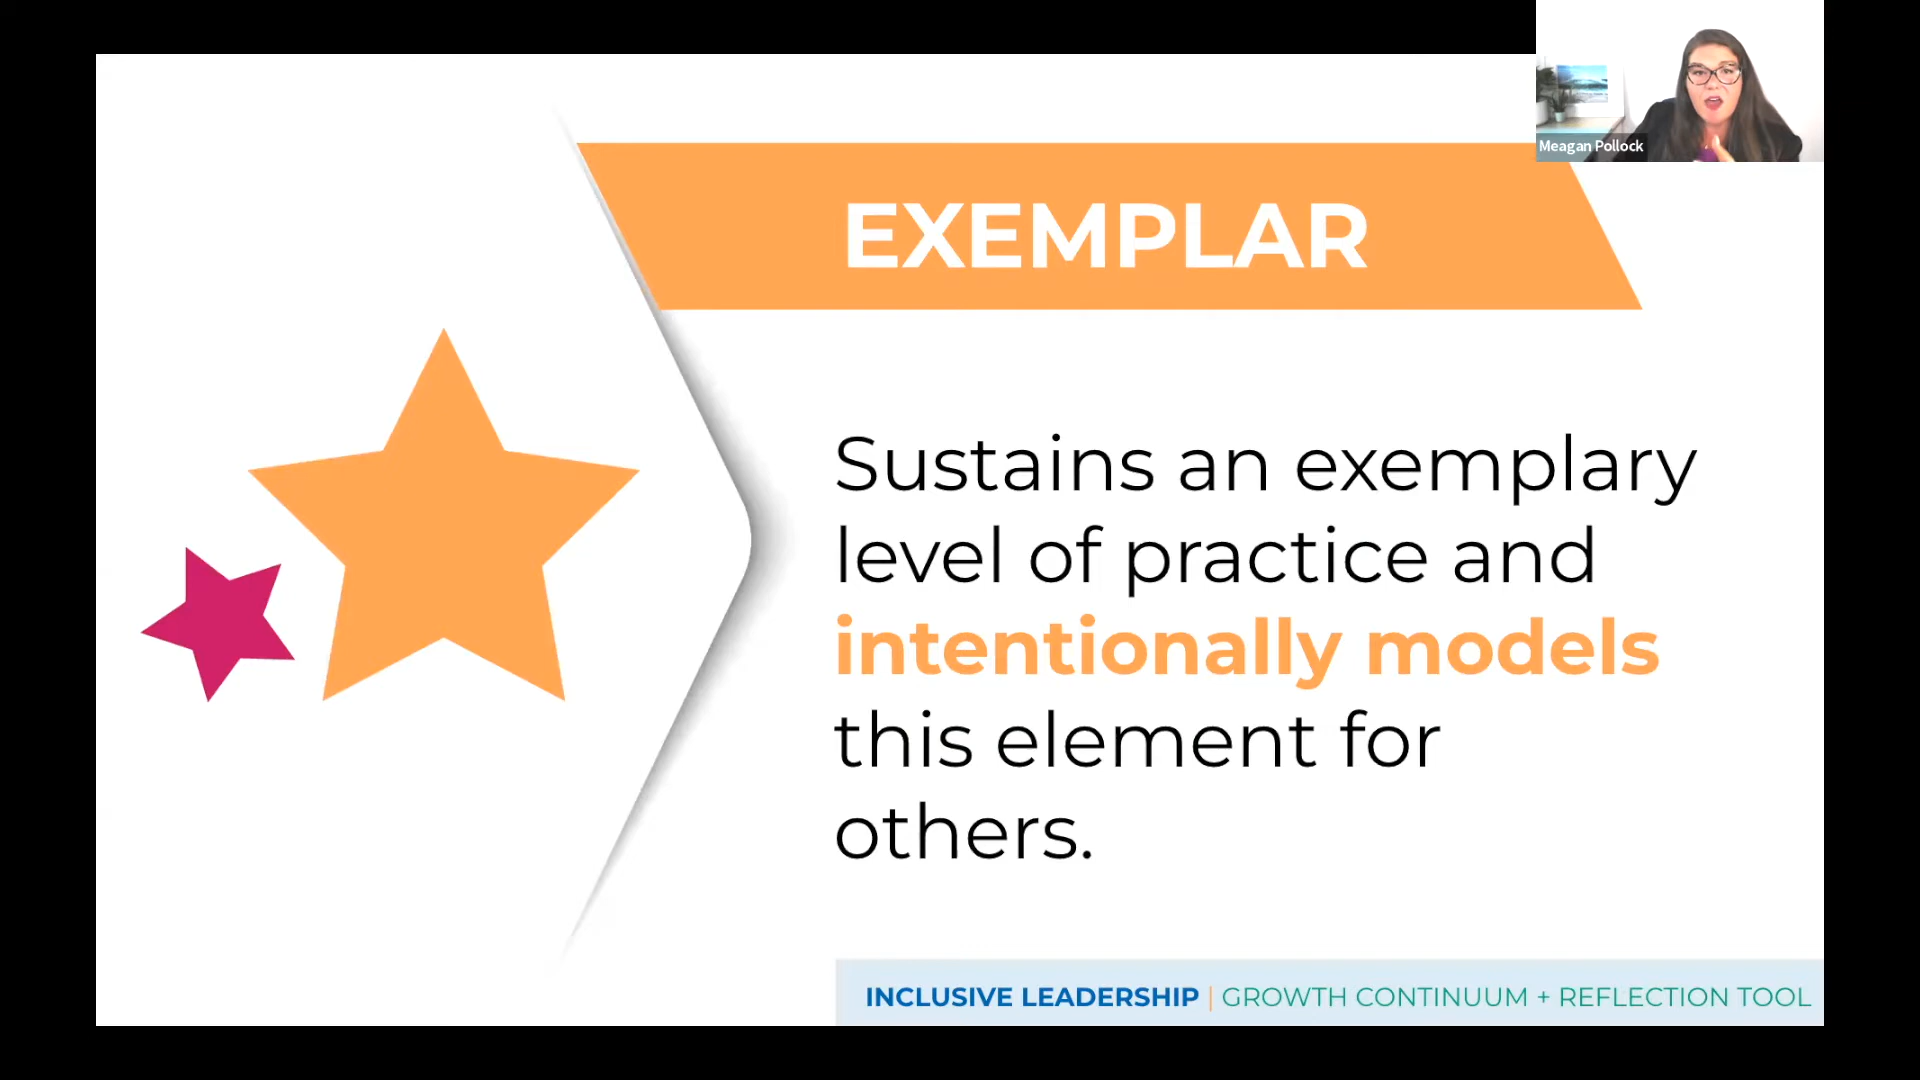 Meagan Pollock
EXEMPLAR
Sustains an exemplary
level of practice and
intentionally models
this element for
others.
INCLUSIVE LEADERSHIP | GROWTH CONTINUUM + REFLECTION TOOL